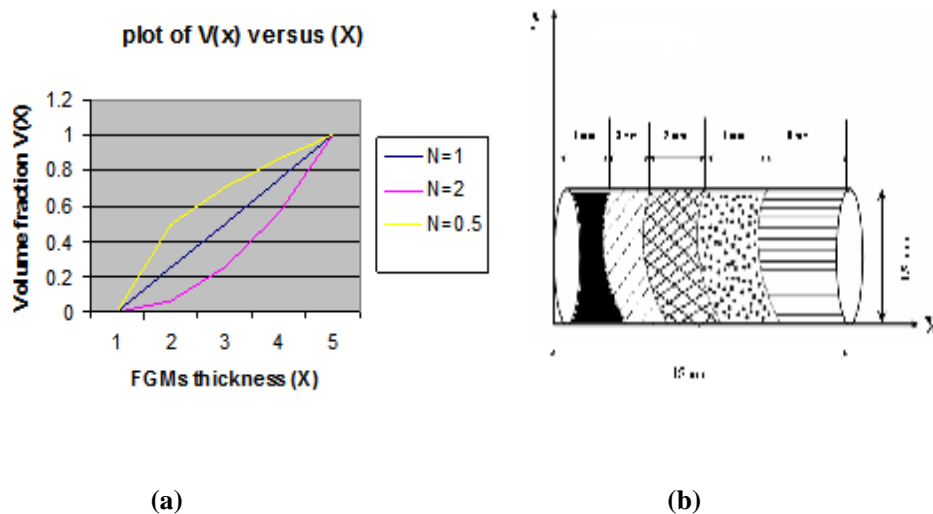 plot of V(x) versus (X)
Volume fraction V(X)
1.2
1
0.8
0.6
0.4
0.2
0
1 2 3 4 5
FGMs thickness (X)
N=1
N=2
N=0.5
X
(a)
(b)